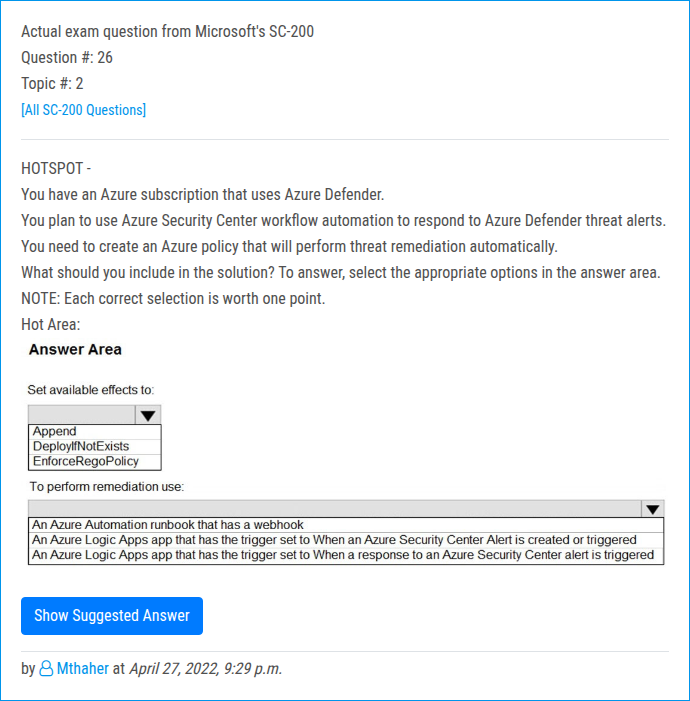 Actual exam question from Microsoft's SC-200
Question #: 26
Topic #: 2
[All SC-200 Questions]
HOTSPOT -
You have an Azure subscription that uses Azure Defender.
You plan to use Azure Security Center workflow automation to respond to Azure Defender threat alerts.
You need to create an Azure policy that will perform threat remediation automatically.
What should you include in the solution? To answer, select the appropriate options in the answer area.
NOTE: Each correct selection is worth one point.
Hot Area:
Answer Area
Set available effects to:
Append
DeployIfNotExists
EnforceRegoPolicy
To perform remediation use:
An Azure Automation runbook that has a webhook
An Azure Logic Apps app that has the trigger set to When an Azure Security Center Alert is created or triggered
An Azure Logic Apps app that has the trigger set to When a response to an Azure Security Center alert is triggered
Show Suggested Answer
by Mthaher at April 27, 2022, 9:29 p.m.